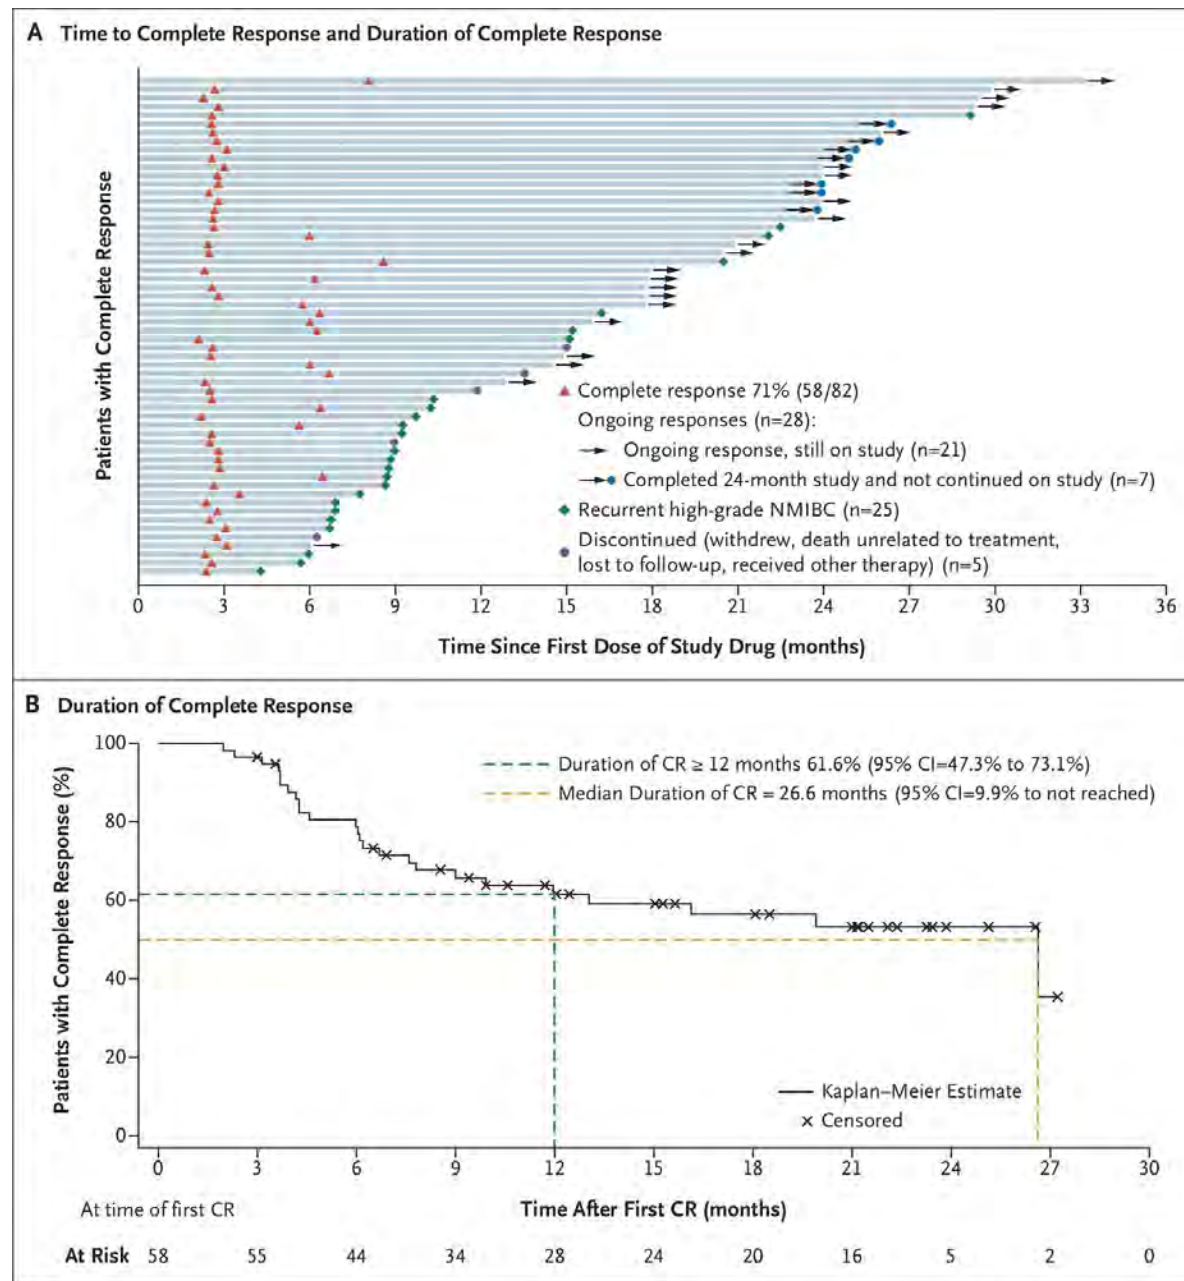 A Time to Complete Response and Duration of Complete Response
Patients with Complete Response
Complete response 71% (58/82)
Ongoing responses (n=28):
Ongoing response, still on study (n=21)
Completed 24-month study and not continued on study (n=7)
Recurrent high-grade NMIBC (n=25)
Discontinued (withdrew, death unrelated to treatment,
lost to follow-up, received other therapy) (n=5)
0 3 6 9 12 15 18 21 24 27 30 33 36
Time Since First Dose of Study Drug (months)
B Duration of Complete Response
Patients with Complete Response (%)
100
80
60
40
20
0
Duration of CR ≥ 12 months 61.6% (95% CI=47.3% to 73.1%)
Median Duration of CR = 26.6 months (95% CI=9.9% to not reached)
Kaplan–Meier Estimate
Censored
0 3 6 9 12 15 18 21 24 27 30
At time of first CR
Time After First CR (months)
At Risk
58 55 44 34 28 24 20 16 5 2 0